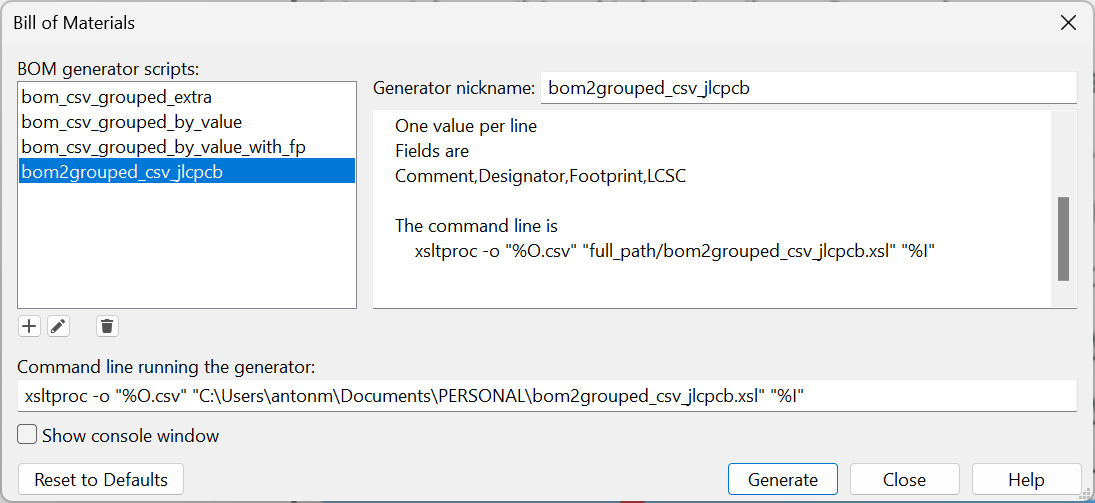 Bill of Materials
BOM generator scripts:
bom_csv_grouped_extra
bom_csv_grouped_by_value
bom_csv_grouped_by_value_with_fp
bom2grouped_csv_jlcpcb
Generator nickname: bom2grouped_csv_jlcpcb
One value per line
Fields are
Comment,Designator,Footprint,LCSC
The command line is
xsltproc -o "%O.csv" "full_path/bom2grouped_csv_jlcpcb.xsl" "%I"
Command line running the generator:
xsltproc -o "%O.csv" "C:\Users\antonm\Documents\PERSONAL\bom2grouped_csv_jlcpcb.xsl" "%I"
Show console window
Reset to Defaults Generate Close Help